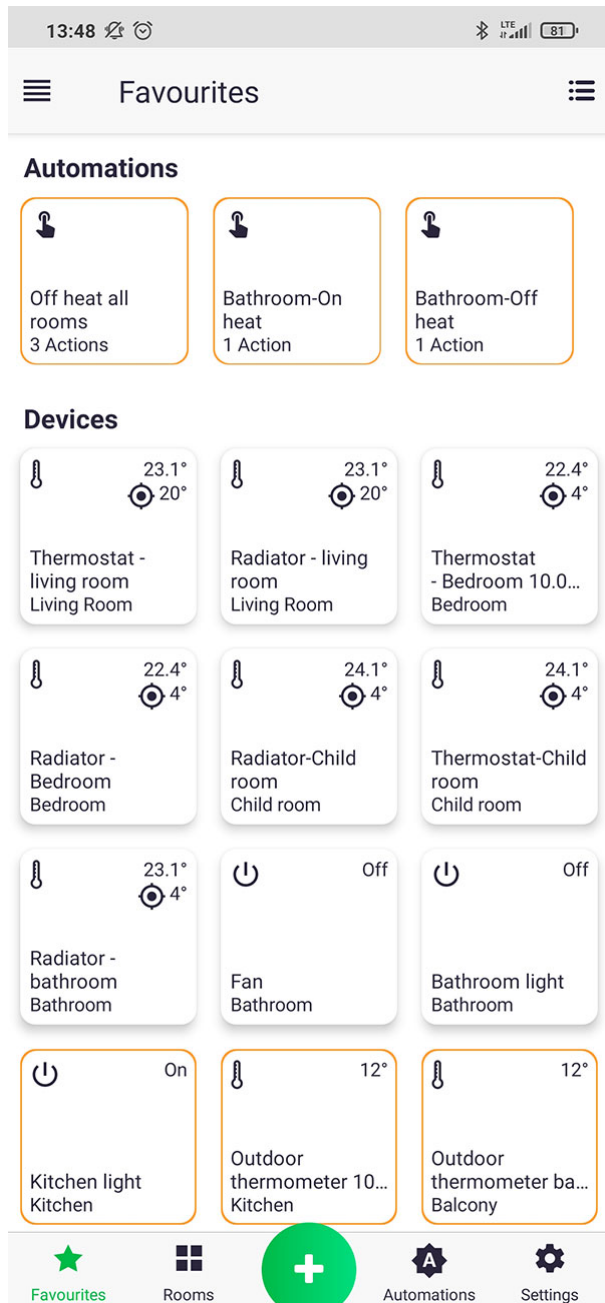 13:48
LTE
81
Favourites
Automations
Off heat all
rooms
3 Actions
Bathroom-On
heat
1 Action
Bathroom-Off
heat
1 Action
Devices
23.1°
20°
Thermostat -
living room
Living Room
23.1°
20°
Radiator - living
room
Living Room
22.4°
4°
Thermostat
- Bedroom 10.0...
Bedroom
22.4°
4°
Radiator -
Bedroom
Bedroom
24.1°
4°
Radiator-Child
room
Child room
24.1°
4°
Thermostat-Child
room
Child room
23.1°
4°
Radiator -
bathroom
Bathroom
Off
Fan
Bathroom
Off
Bathroom light
Bathroom
On
Kitchen light
Kitchen
12°
Outdoor
thermometer 10...
Kitchen
12°
Outdoor
thermometer ba...
Balcony
Favourites
Rooms
A
Automations
Settings